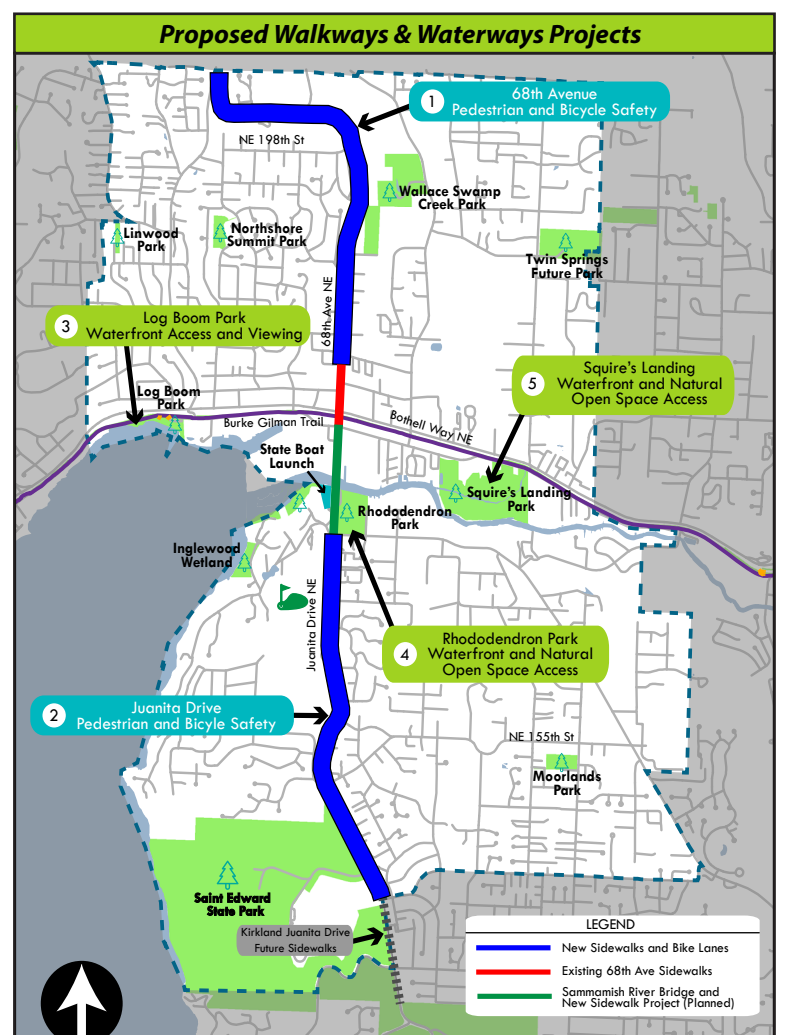 Proposed Walkways & Waterways Projects
1
68th Avenue
Pedestrian and Bicycle Safety
NE 198th St
Wallace Swamp
Creek Park
Linwood
Park
Northshore
Summit Park
Twin Springs
Future Park
68th Ave NE
3
Log Boom Park
Waterfront Access and Viewing
5
Squire's Landing
Waterfront and Natural
Open Space Access
Log Boom
Park
Burke Gilman Trail
Bothell Way NE
State Boat
Launch
Squire's Landing
Park
Rhododendron
Park
Inglewood
Wetland
Juanita Drive NE
4
Rhododendron Park
Waterfront and Natural
Open Space Access
2
Juanita Drive
Pedestrian and Bicyle Safety
NE 155th St
Moorlands
Park
Saint Edward
State Park
Kirkland Juanita Drive
Future Sidewalks
LEGEND
New Sidewalks and Bike Lanes
Existing 68th Ave Sidewalks
Sammamish River Bridge and
New Sidewalk Project (Planned)